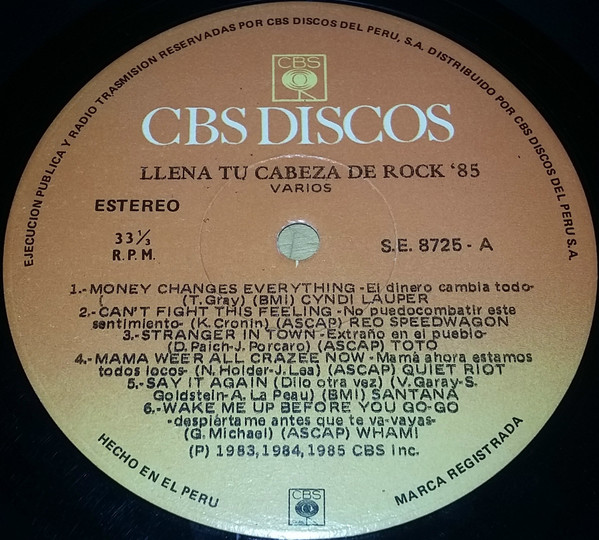 EJECUCION PUBLICA Y RADIO TRASMISION RESERVADAS POR CBS DISCOS DEL PERU, S.A. DISTRIBUIDO POR CBS DISCOS DEL PERU S.A.
CBS
CBS DISCOS
LLENA TU CABEZA DE ROCK '85
VARIOS
ESTEREO
33⅓
R.P.M.
S.E. 8725 - A
1.- MONEY CHANGES EVERYTHING - El dinero cambia todo-
(T. Gray) (BMI) CYNDI LAUPER
2.- CAN'T FIGHT THIS FEELING - No puedocombatir este
sentimiento- (K. Cronin) (ASCAP) REO SPEEDWAGON
3.- STRANGER IN TOWN - Extraño en el pueblo-
(D. Paich-J. Porcaro) (ASCAP) TOTO
4.- MAMA WEER ALL CRAZEE NOW - Mamá ahora estamos
todos locos- (N. Holder-J. Lea) (ASCAP) QUIET RIOT
5.- SAY IT AGAIN (Dilo otra vez) (V. Garay-S.
Goldstein-A. La Peau) (BMI) SANTANA
6.- WAKE ME UP BEFORE YOU GO-GO
-despiértame antes que te va-vayas-
(G. Michael) (ASCAP) WHAM!
(P) 1983, 1984, 1985 CBS Inc.
HECHO EN EL PERU
CBS
MARCA REGISTRADA